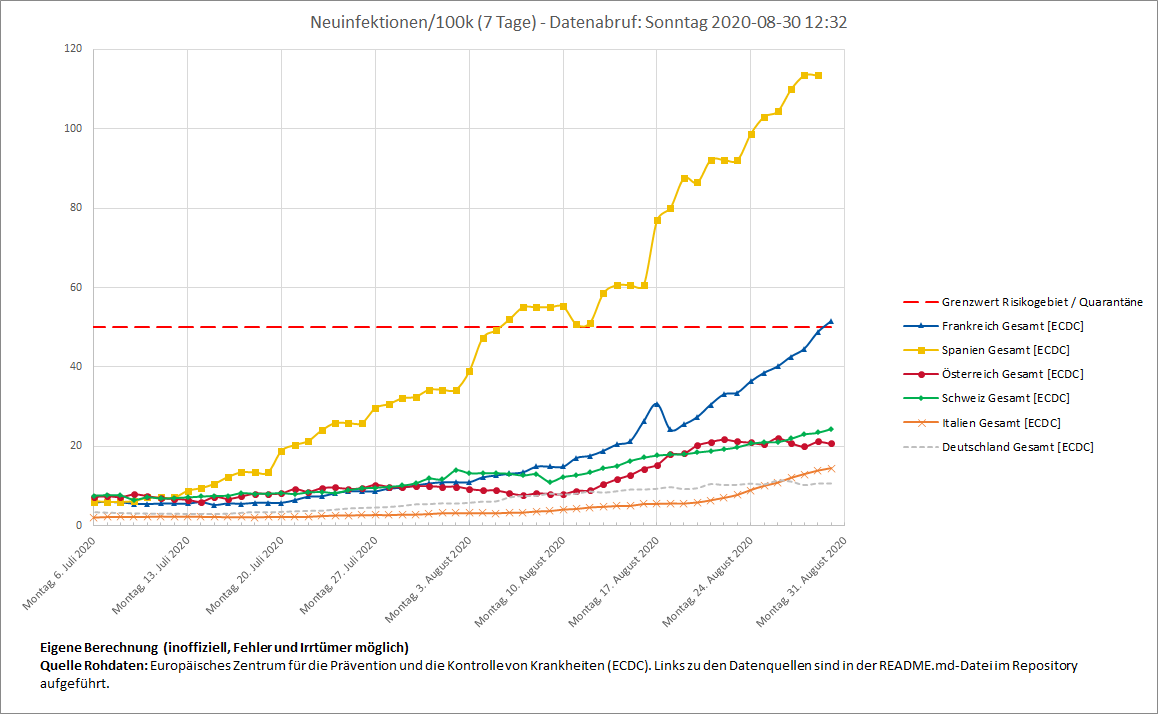 Neuinfektionen/100k (7 Tage) - Datenabruf: Sonntag 2020-08-30 12:32
120
100
80
60
40
20
0
Montag, 6. Juli 2020
Montag, 13. Juli 2020
Montag, 20. Juli 2020
Montag, 27. Juli 2020
Montag, 3. August 2020
Montag, 10. August 2020
Montag, 17. August 2020
Montag, 24. August 2020
Montag, 31. August 2020
Grenzwert Risikogebiet / Quarantäne
Frankreich Gesamt [ECDC]
Spanien Gesamt [ECDC]
Österreich Gesamt [ECDC]
Schweiz Gesamt [ECDC]
Italien Gesamt [ECDC]
Deutschland Gesamt [ECDC]
Eigene Berechnung (inoffiziell, Fehler und Irrtümer möglich)
Quelle Rohdaten: Europäisches Zentrum für die Prävention und die Kontrolle von Krankheiten (ECDC). Links zu den Datenquellen sind in der README.md-Datei im Repository
aufgeführt.